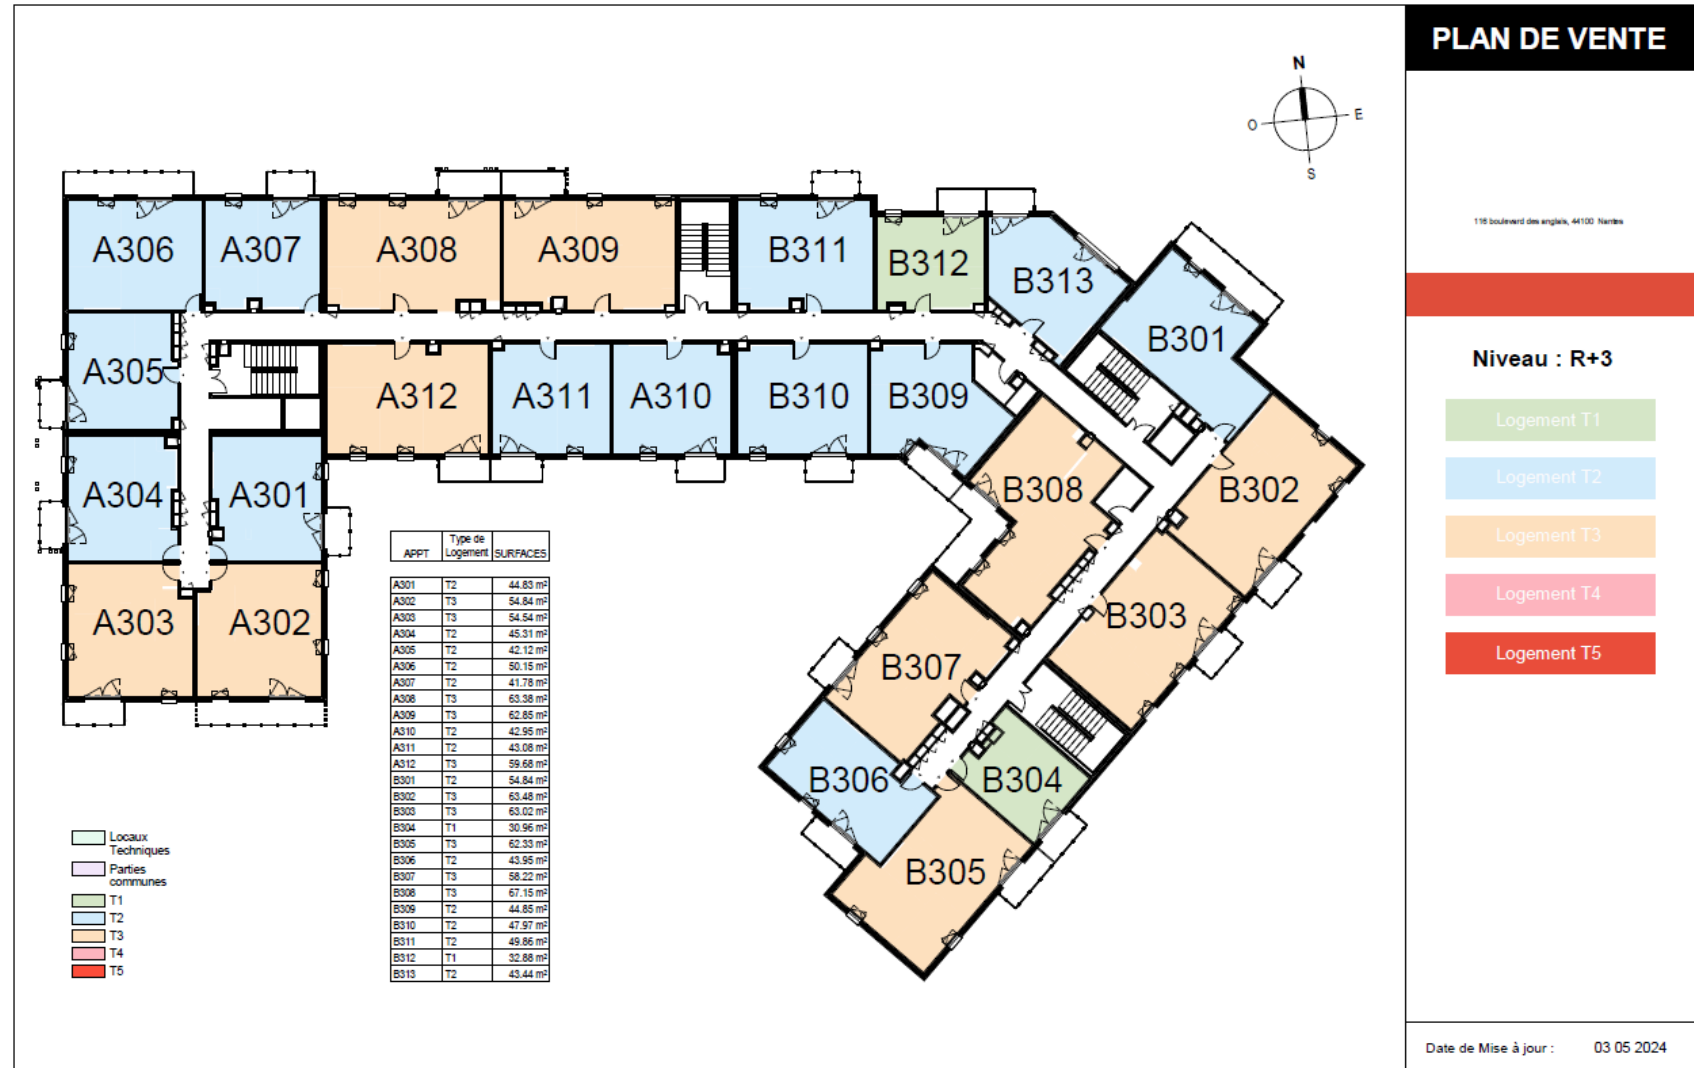 PLAN DE VENTE
N
O
E
S
116 boulevard des anglais, 44100 Nantes
Niveau : R+3
Logement T1
Logement T2
Logement T3
Logement T4
Logement T5
Date de Mise à jour : 03 05 2024
A306
A307
A308
A309
B311
B312
B313
B301
A305
A312
A311
A310
B310
B309
A304
A301
B308
B302
A303
A302
B307
B303
B306
B304
B305
APPT Type de Logement SURFACES
A301 T2 44.83 m²
A302 T3 54.84 m²
A303 T3 54.54 m²
A304 T2 45.31 m²
A305 T2 42.12 m²
A306 T2 50.15 m²
A307 T2 41.78 m²
A308 T3 63.38 m²
A309 T3 62.85 m²
A310 T2 42.95 m²
A311 T2 43.08 m²
A312 T3 59.68 m²
B301 T2 54.84 m²
B302 T3 63.48 m²
B303 T3 63.02 m²
B304 T1 30.96 m²
B305 T3 62.33 m²
B306 T2 43.95 m²
B307 T3 58.22 m²
B308 T3 67.15 m²
B309 T2 44.85 m²
B310 T2 47.97 m²
B311 T2 49.86 m²
B312 T1 32.88 m²
B313 T2 43.44 m²
Locaux
Techniques
Parties
communes
T1
T2
T3
T4
T5